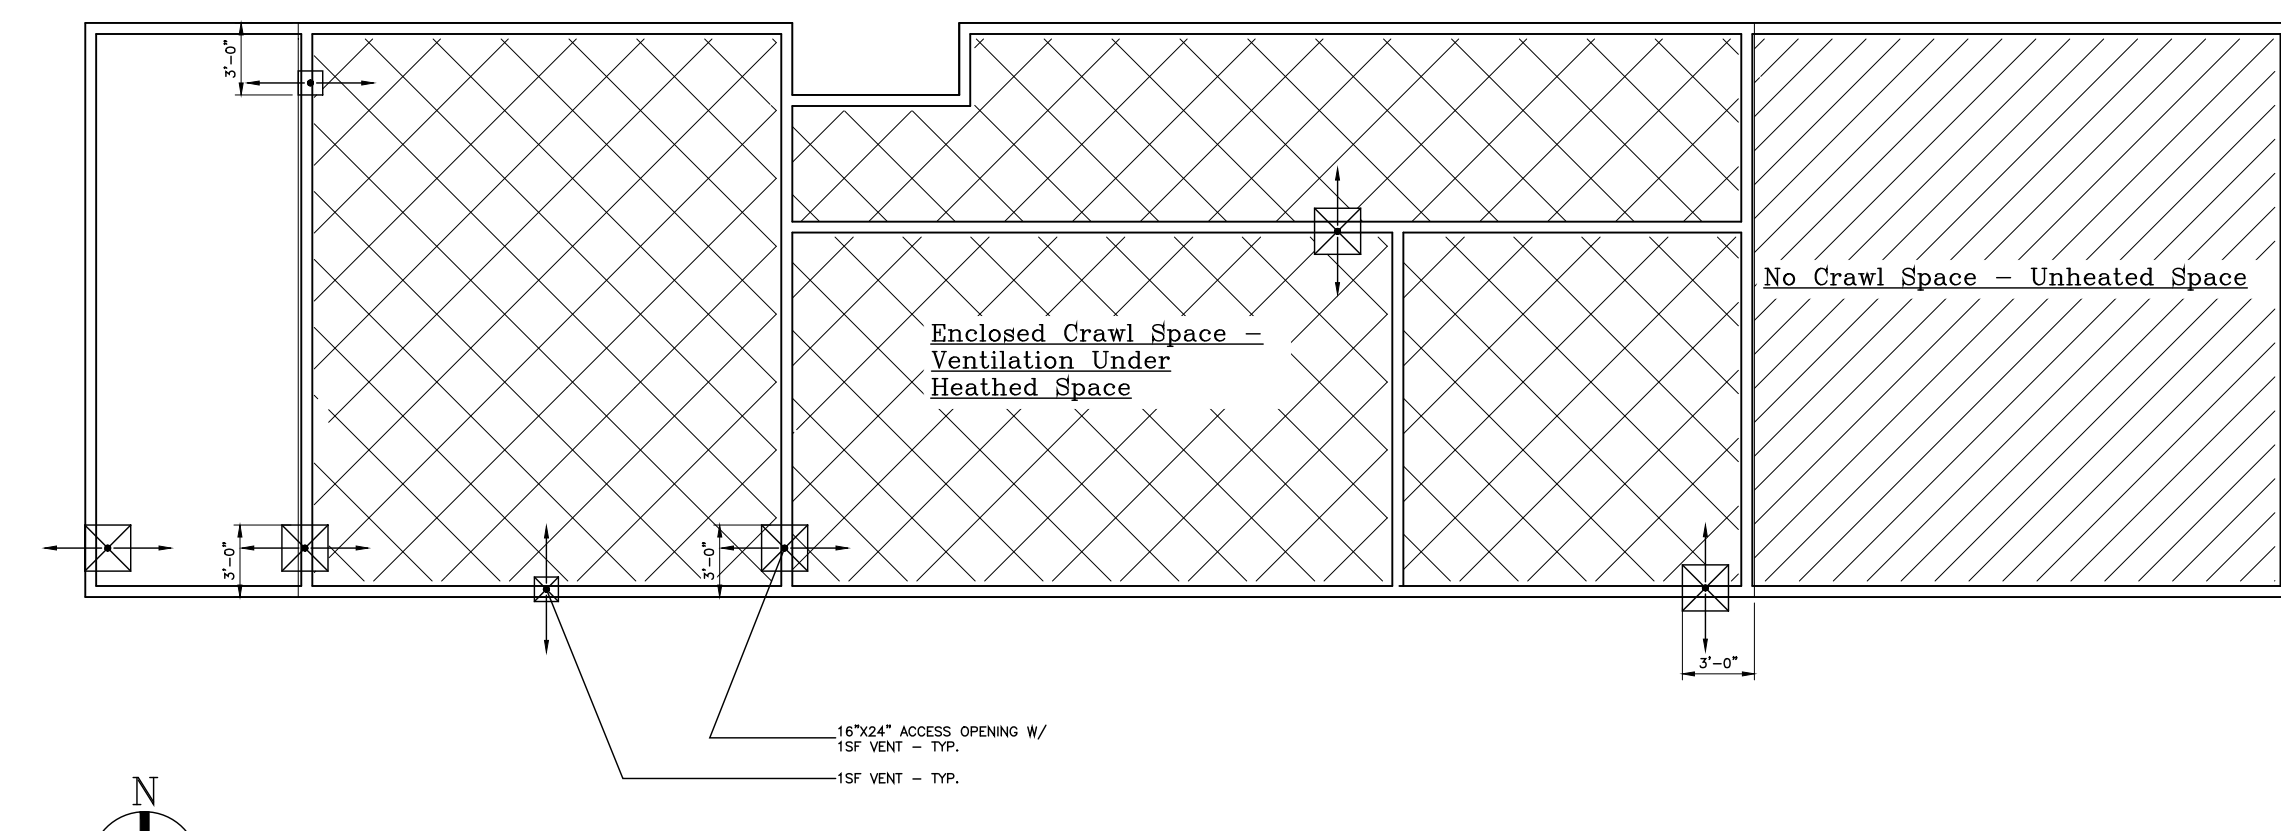 3'-0"
No Crawl Space - Unheated Space
Enclosed Crawl Space -
Ventilation Under
Heathed Space
3'-0"
3'-0"
3'-0"
16"X24" ACCESS OPENING W/
1SF VENT - TYP.
1SF VENT - TYP.
N